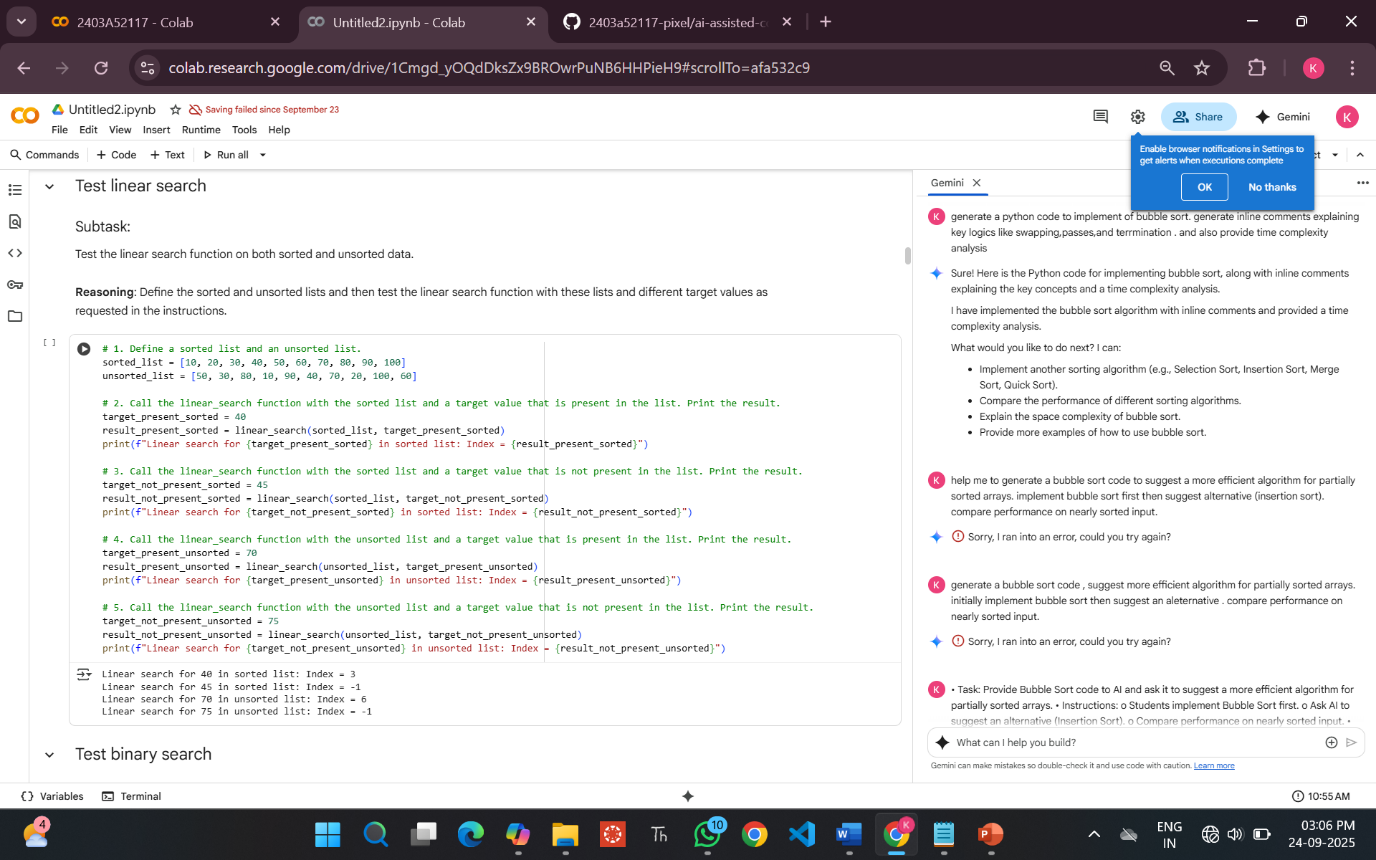 2403A52117 - Colab
Untitled2.ipynb - Colab
2403a52117-pixel/ai-assisted-c
colab.research.google.com/drive/1Cmgd_yOQdDksZx9BROwrPuNB6HHPieH9#scrollTo=afa532c9
K
CO Untitled2.ipynb Saving failed since September 23
File Edit View Insert Runtime Tools Help
Share
Gemini
K
Commands + Code + Text Run all
Enable browser notifications in Settings to
get alerts when executions complete
OK No thanks
Test linear search
Subtask:
Test the linear search function on both sorted and unsorted data.
Reasoning: Define the sorted and unsorted lists and then test the linear search function with these lists and different target values as
requested in the instructions.
[ ]
# 1. Define a sorted list and an unsorted list.
sorted_list = [10, 20, 30, 40, 50, 60, 70, 80, 90, 100]
unsorted_list = [50, 30, 80, 10, 90, 40, 70, 20, 100, 60]
# 2. Call the linear_search function with the sorted list and a target value that is present in the list. Print the result.
target_present_sorted = 40
result_present_sorted = linear_search(sorted_list, target_present_sorted)
print(f"Linear search for {target_present_sorted} in sorted list: Index = {result_present_sorted}")
# 3. Call the linear_search function with the sorted list and a target value that is not present in the list. Print the result.
target_not_present_sorted = 45
result_not_present_sorted = linear_search(sorted_list, target_not_present_sorted)
print(f"Linear search for {target_not_present_sorted} in sorted list: Index = {result_not_present_sorted}")
# 4. Call the linear_search function with the unsorted list and a target value that is present in the list. Print the result.
target_present_unsorted = 70
result_present_unsorted = linear_search(unsorted_list, target_present_unsorted)
print(f"Linear search for {target_present_unsorted} in unsorted list: Index = {result_present_unsorted}")
# 5. Call the linear_search function with the unsorted list and a target value that is not present in the list. Print the result.
target_not_present_unsorted = 75
result_not_present_unsorted = linear_search(unsorted_list, target_not_present_unsorted)
print(f"Linear search for {target_not_present_unsorted} in unsorted list: Index = {result_not_present_unsorted}")
Linear search for 40 in sorted list: Index = 3
Linear search for 45 in sorted list: Index = -1
Linear search for 70 in unsorted list: Index = 6
Linear search for 75 in unsorted list: Index = -1
Test binary search
Gemini
K generate a python code to implement of bubble sort. generate inline comments explaining
key logics like swapping,passes,and terrmination . and also provide time complexity
analysis
Sure! Here is the Python code for implementing bubble sort, along with inline comments
explaining the key concepts and a time complexity analysis.
I have implemented the bubble sort algorithm with inline comments and provided a time
complexity analysis.
What would you like to do next? I can:
• Implement another sorting algorithm (e.g., Selection Sort, Insertion Sort, Merge
Sort, Quick Sort).
• Compare the performance of different sorting algorithms.
• Explain the space complexity of bubble sort.
• Provide more examples of how to use bubble sort.
K help me to generate a bubble sort code to suggest a more efficient algorithm for partially
sorted arrays. implement bubble sort first then suggest alternative (insertion sort).
compare performance on nearly sorted input.
Sorry, I ran into an error, could you try again?
K generate a bubble sort code , suggest more efficient algorithm for partially sorted arrays.
initially implement bubble sort then suggest an aleternative . compare performance on
nearly sorted input.
Sorry, I ran into an error, could you try again?
K • Task: Provide Bubble Sort code to AI and ask it to suggest a more efficient algorithm for
partially sorted arrays. • Instructions: o Students implement Bubble Sort first. o Ask AI to
suggest an alternative (Insertion Sort). o Compare performance on nearly sorted input. •
What can I help you build?
Gemini can make mistakes so double-check it and use code with caution. Learn more
Variables Terminal
10:55 AM
4
Th
10
K
ENG
IN
03:06 PM
24-09-2025